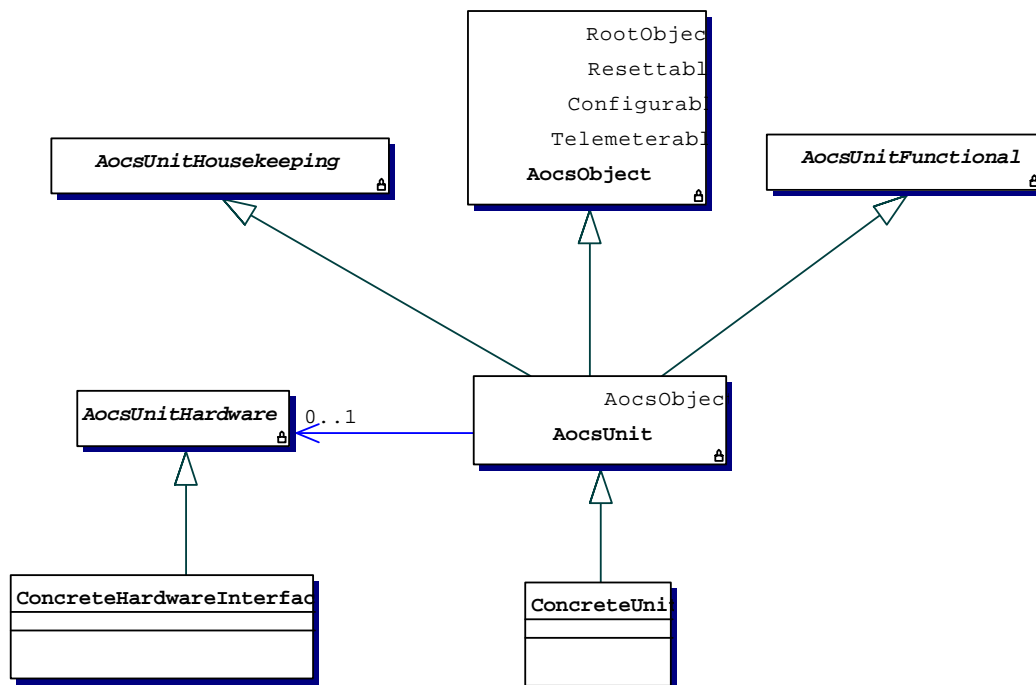 RootObjec
Resettabl
Configurabl
Telemeterabl
AocsObject
AocsUnitHousekeeping
AocsUnitFunctional
AocsObjec
AocsUnit
AocsUnitHardware
0..1
ConcreteHardwareInterfac
ConcreteUnit